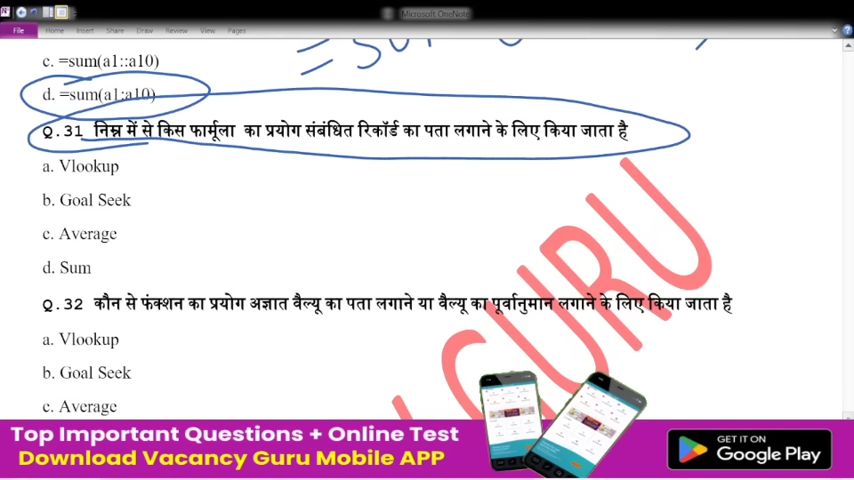 Microsoft OneNote
File Home Insert Share Draw Review View Pages
c. =sum(a1::a10)
d. =sum(a1:a10)
Q.31 निम्न में से किस फार्मूला का प्रयोग संबंधित रिकॉर्ड का पता लगाने के लिए किया जाता है
a. Vlookup
b. Goal Seek
c. Average
d. Sum
Q.32 कौन से फंक्शन का प्रयोग अज्ञात वैल्यू का पता लगाने या वैल्यू का पूर्वानुमान लगाने के लिए किया जाता है
a. Vlookup
b. Goal Seek
c. Average
GURU
Top Important Questions + Online Test
Download Vacancy Guru Mobile APP
GET IT ON
Google Play